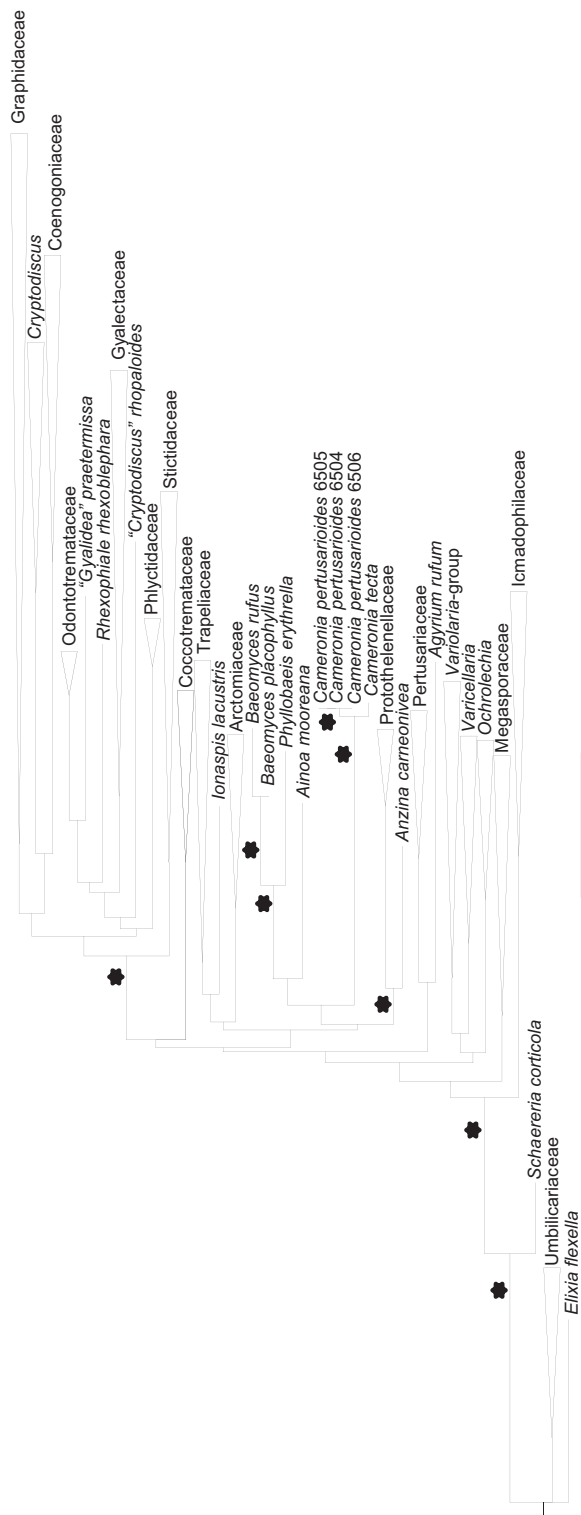 Graphidaceae
Cryptodiscus
Coenogoniaceae
Odontotremataceae
“Gyalidea” praetermissa
Rhexophiale rhexoblephara
Gyalectaceae
“Cryptodiscus” rhopaloides
Phlyctidaceae
Stictidaceae
Coccotremataceae
Trapeliaceae
Ionaspis lacustris
Arctomiaceae
Baeomyces rufus
Baeomyces placophyllus
Phyllobaeis erythrella
Ainoa mooreana
Cameronia pertusarioides 6505
Cameronia pertusarioides 6504
Cameronia pertusarioides 6506
Cameronia tecta
Protothelenellaceae
Anzina carneonivea
Pertusariaceae
Agyrium rufum
Variolaria-group
Varicellaria
Ochrolechia
Megasporaceae
Icmadophilaceae
Schaereria corticola
Umbilicariaceae
Elixia flexella